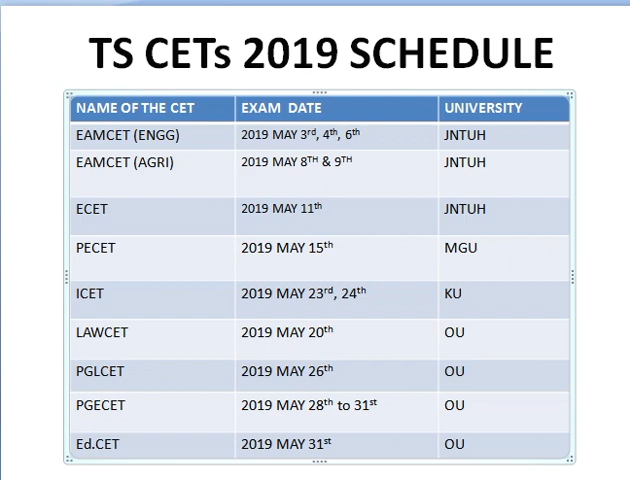 TS CETs 2019 SCHEDULE
NAME OF THE CET EXAM DATE UNIVERSITY
EAMCET (ENGG) 2019 MAY 3rd, 4th, 6th JNTUH
EAMCET (AGRI) 2019 MAY 8TH & 9TH JNTUH
ECET 2019 MAY 11th JNTUH
PECET 2019 MAY 15th MGU
ICET 2019 MAY 23rd, 24th KU
LAWCET 2019 MAY 20th OU
PGLCET 2019 MAY 26th OU
PGECET 2019 MAY 28th to 31st OU
Ed.CET 2019 MAY 31st OU